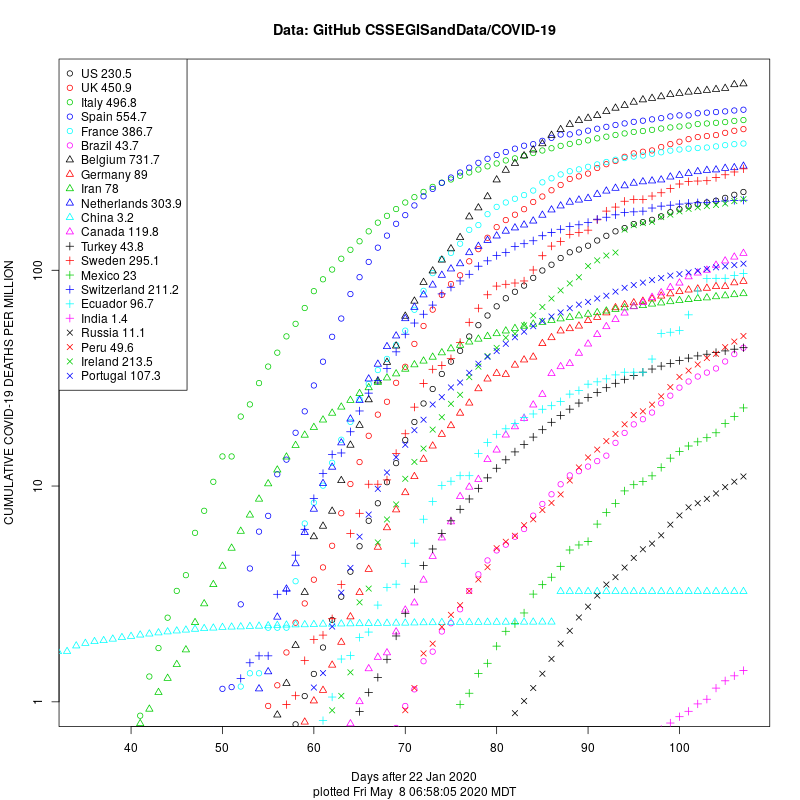 Data: GitHub CSSEGISandData/COVID-19
US 230.5
UK 450.9
Italy 496.8
Spain 554.7
France 386.7
Brazil 43.7
Belgium 731.7
Germany 89
Iran 78
Netherlands 303.9
China 3.2
Canada 119.8
Turkey 43.8
Sweden 295.1
Mexico 23
Switzerland 211.2
Ecuador 96.7
India 1.4
Russia 11.1
Peru 49.6
Ireland 213.5
Portugal 107.3
CUMULATIVE COVID-19 DEATHS PER MILLION
100
10
1
40 50 60 70 80 90 100
Days after 22 Jan 2020
plotted Fri May  8 06:58:05 2020 MDT